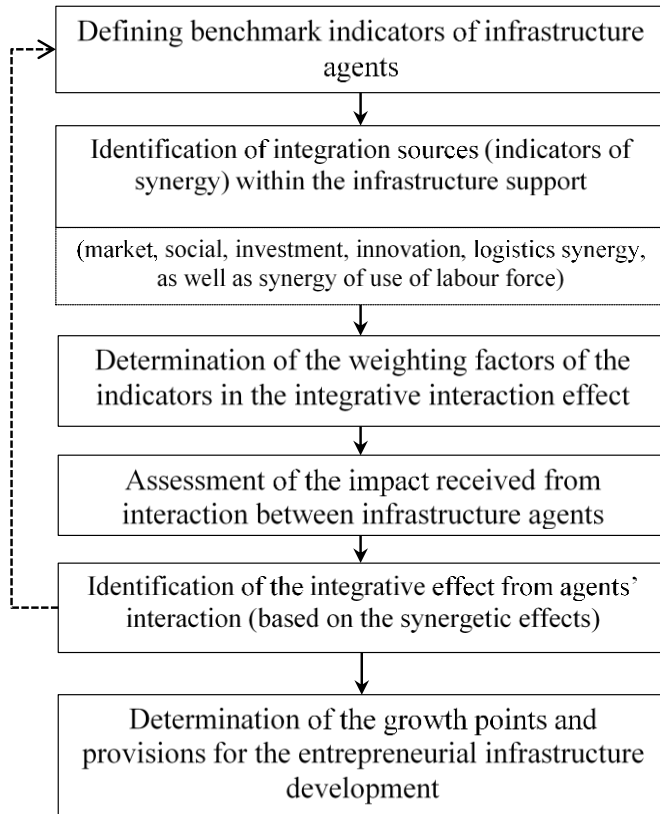 Defining benchmark indicators of infrastructure
agents
Identification of integration sources (indicators of
synergy) within the infrastructure support
(market, social, investment, innovation, logistics synergy,
as well as synergy of use of labour force)
Determination of the weighting factors of the
indicators in the integrative interaction effect
Assessment of the impact received from
interaction between infrastructure agents
Identification of the integrative effect from agents’
interaction (based on the synergetic effects)
Determination of the growth points and
provisions for the entrepreneurial infrastructure
development